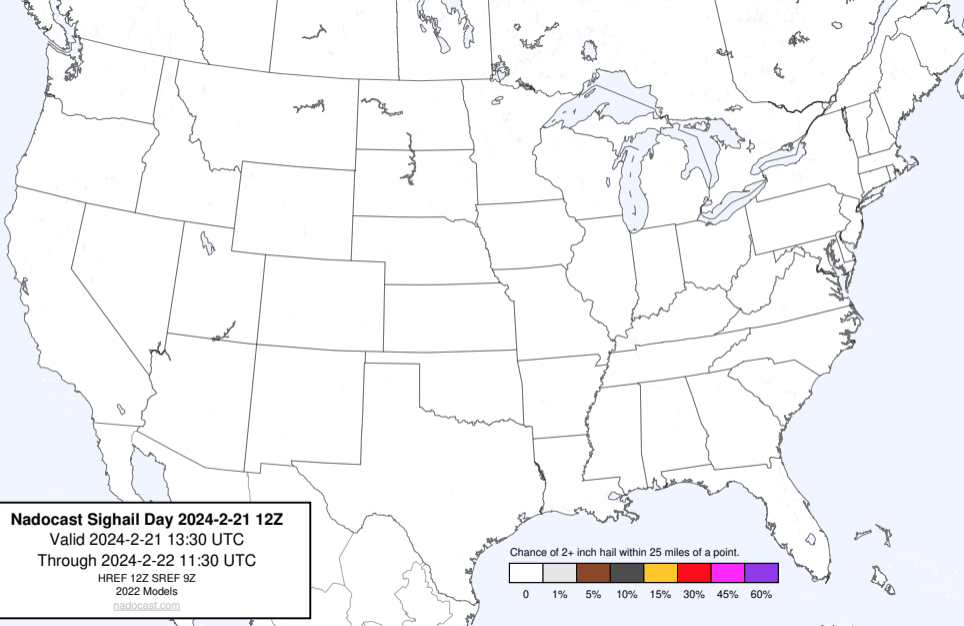 Nadocast Sighail Day 2024-2-21 12Z
Valid 2024-2-21 13:30 UTC
Through 2024-2-22 11:30 UTC
HREF 12Z SREF 9Z
2022 Models
nadocast.com
Chance of 2+ inch hail within 25 miles of a point.
0 1% 5% 10% 15% 30% 45% 60%